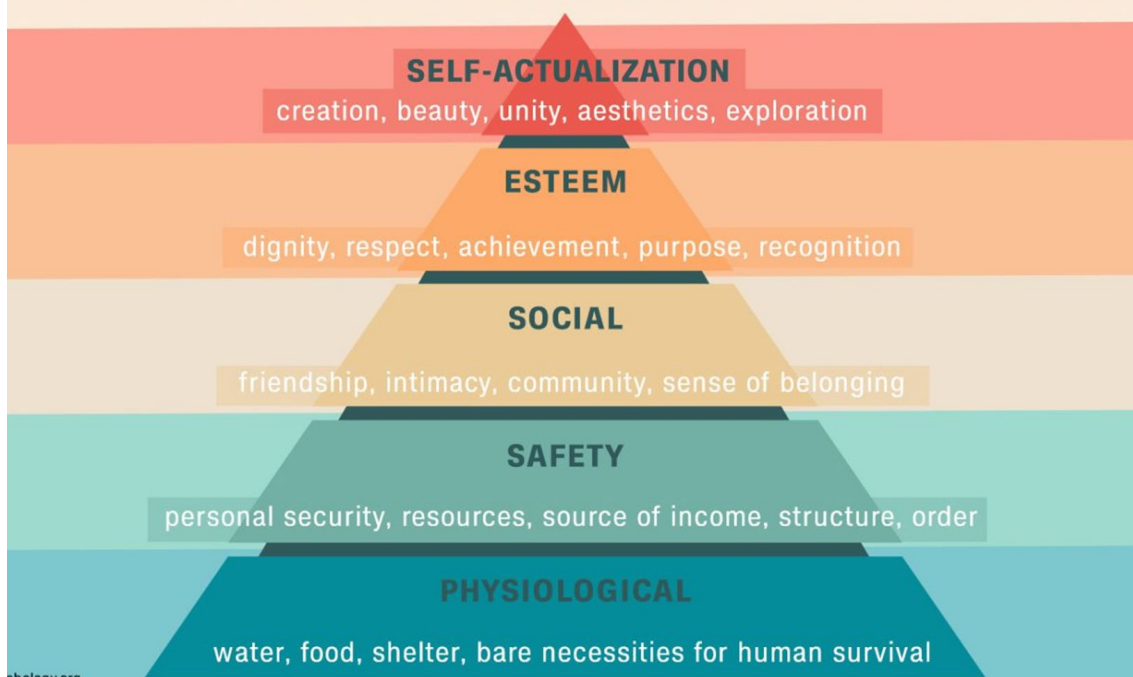 SELF-ACTUALIZATION
creation, beauty, unity, aesthetics, exploration
ESTEEM
dignity, respect, achievement, purpose, recognition
SOCIAL
friendship, intimacy, community, sense of belonging
SAFETY
personal security, resources, source of income, structure, order
PHYSIOLOGICAL
water, food, shelter, bare necessities for human survival